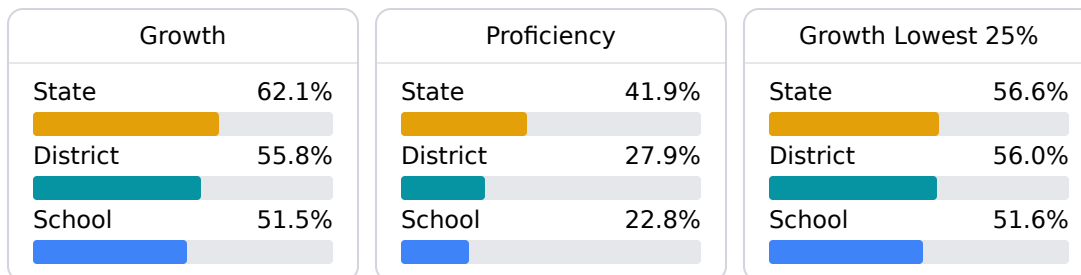 Growth
State 62.1%
District 55.8%
School 51.5%
Proficiency
State 41.9%
District 27.9%
School 22.8%
Growth Lowest 25%
State 56.6%
District 56.0%
School 51.6%